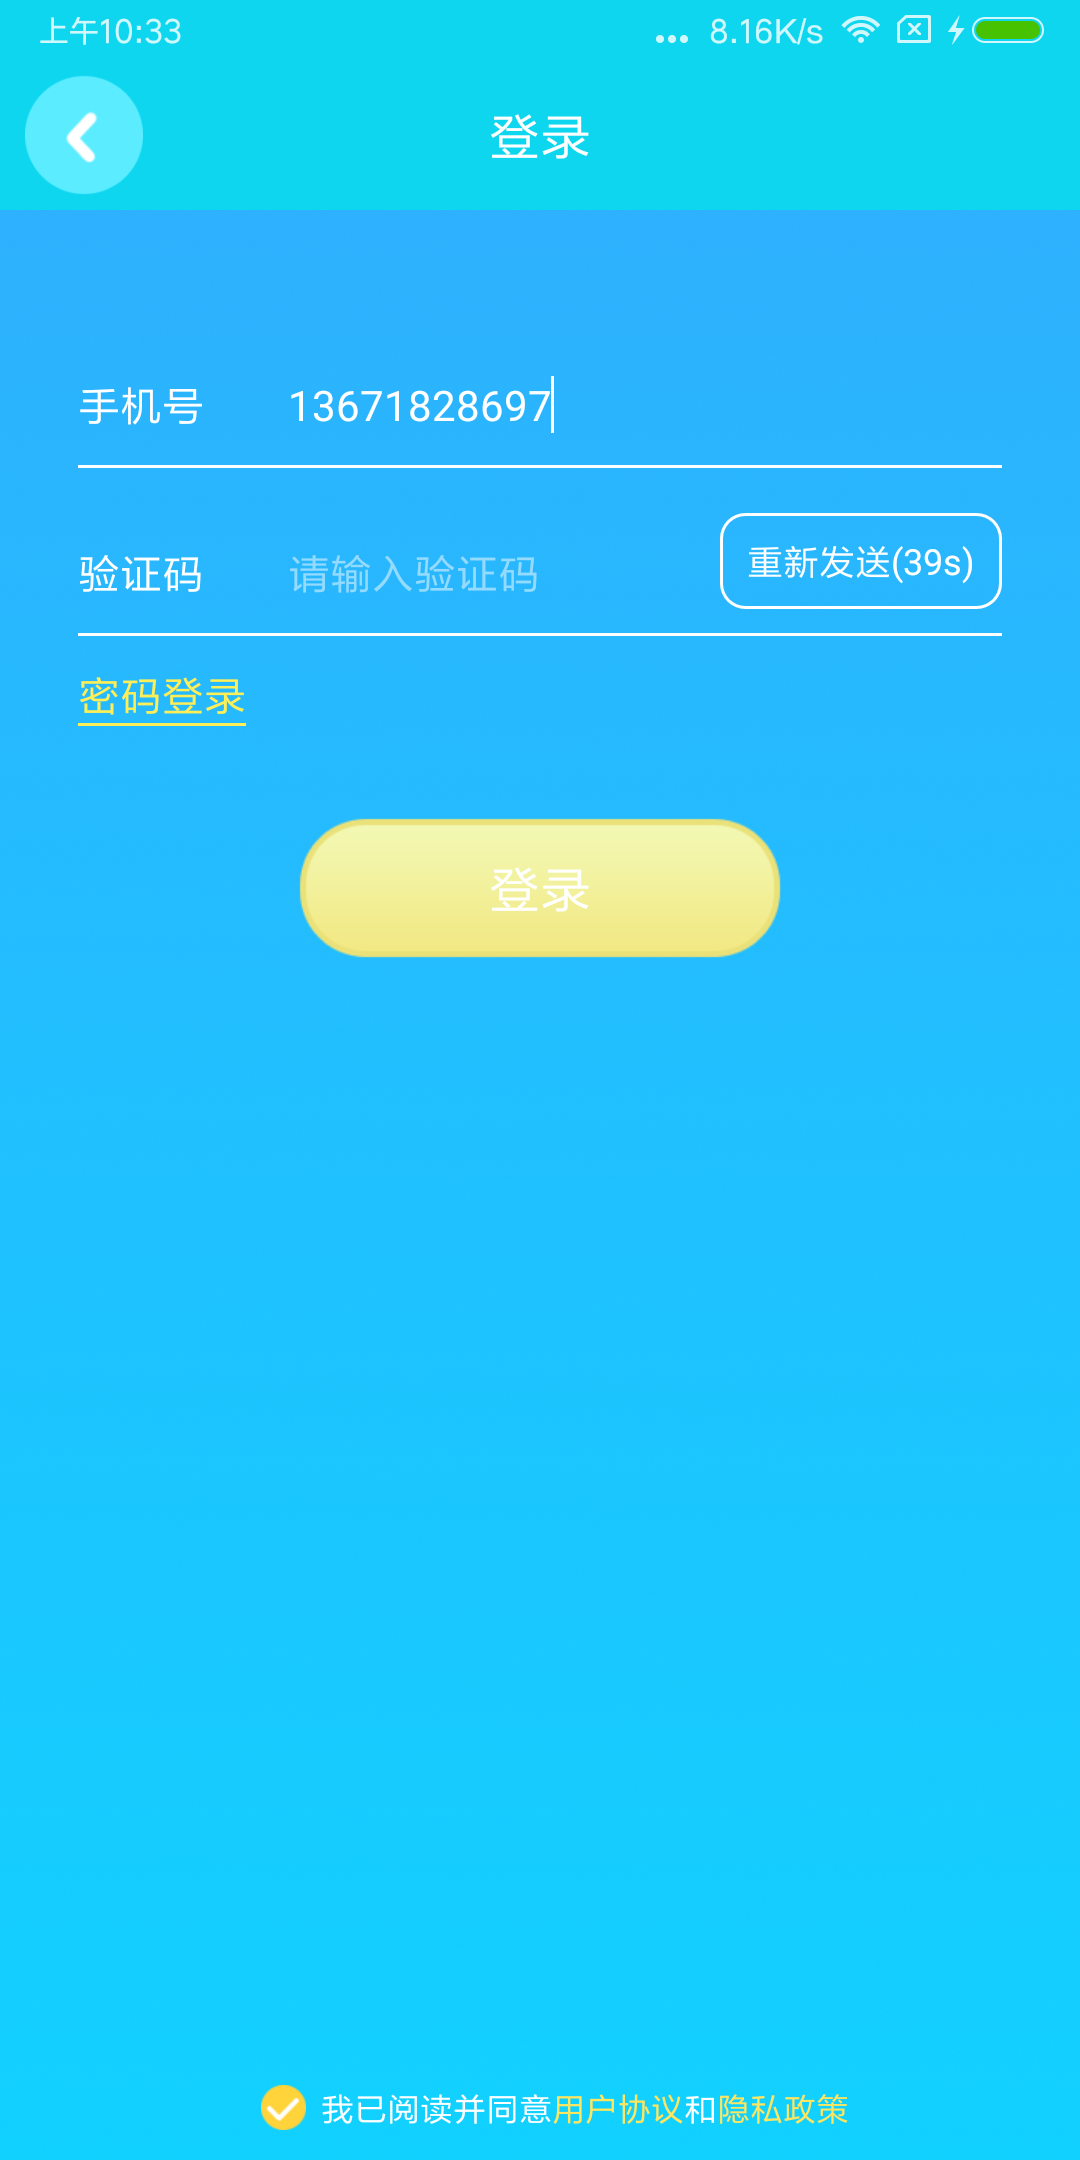 上午10:33 ... 8.16K/s
登录
手机号 13671828697
验证码 请输入验证码 重新发送(39s)
密码登录
登录
我已阅读并同意用户协议和隐私政策